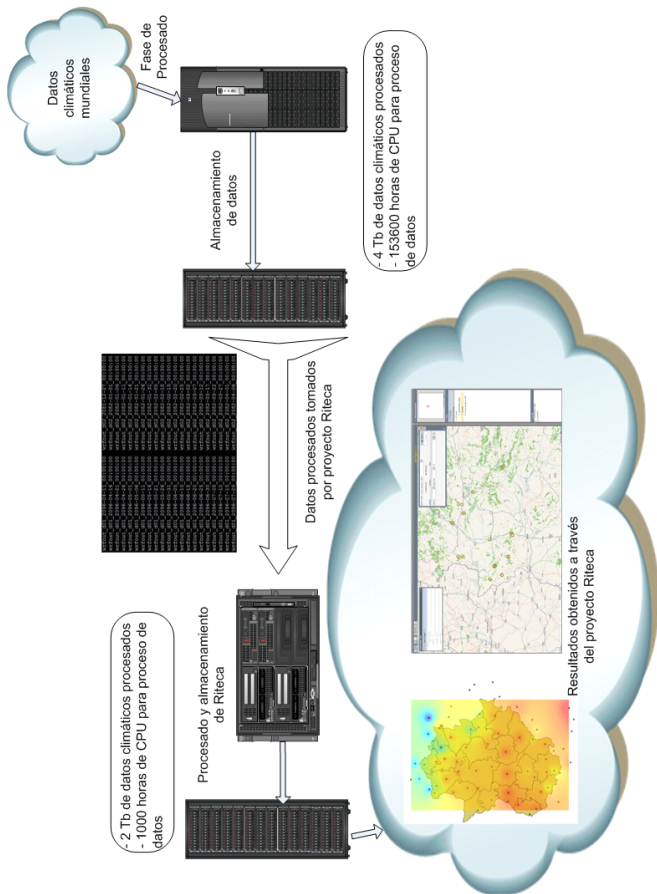 Datos
climáticos
mundiales
Fase de
Procesado
Almacenamiento
de datos
- 4 Tb de datos climáticos procesados
- 153600 horas de CPU para proceso
de datos
Datos procesados tomados
por proyecto Riteca
- 2 Tb de datos climáticos procesados
- 1000 horas de CPU para proceso de
datos
Procesado y almacenamiento
de Riteca
Resultados obtenidos a través
del proyecto Riteca